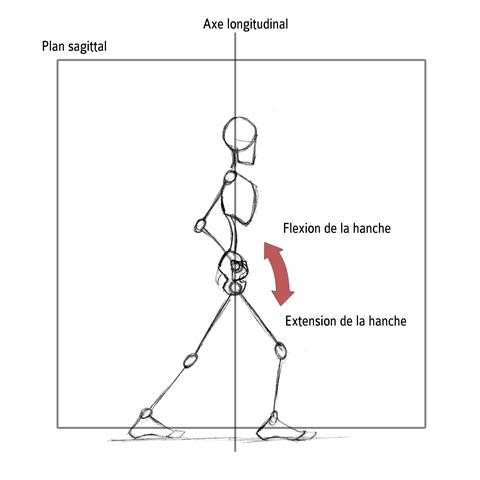 Axe longitudinal
Plan sagittal
Flexion de la hanche
Extension de la hanche